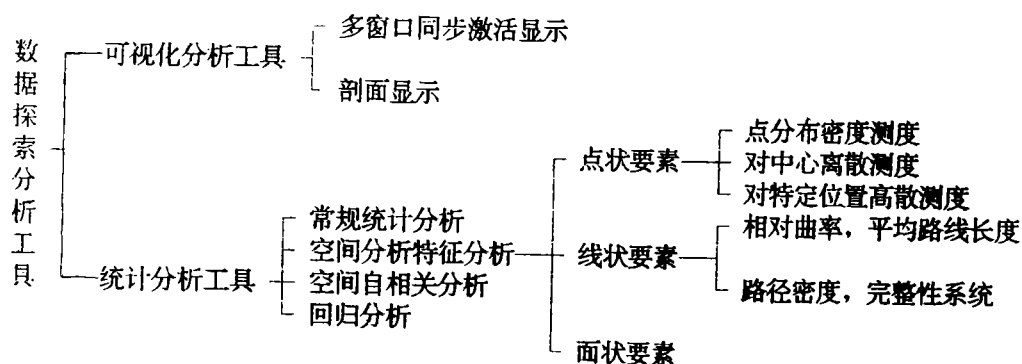 数据探索分析工具
可视化分析工具
多窗口同步激活显示
剖面显示
统计分析工具
常规统计分析
空间分析特征分析
空间自相关分析
回归分析
点状要素
点分布密度测度
对中心离散测度
对特定位置高散测度
线状要素
相对曲率，平均路线长度
路径密度，完整性系统
面状要素